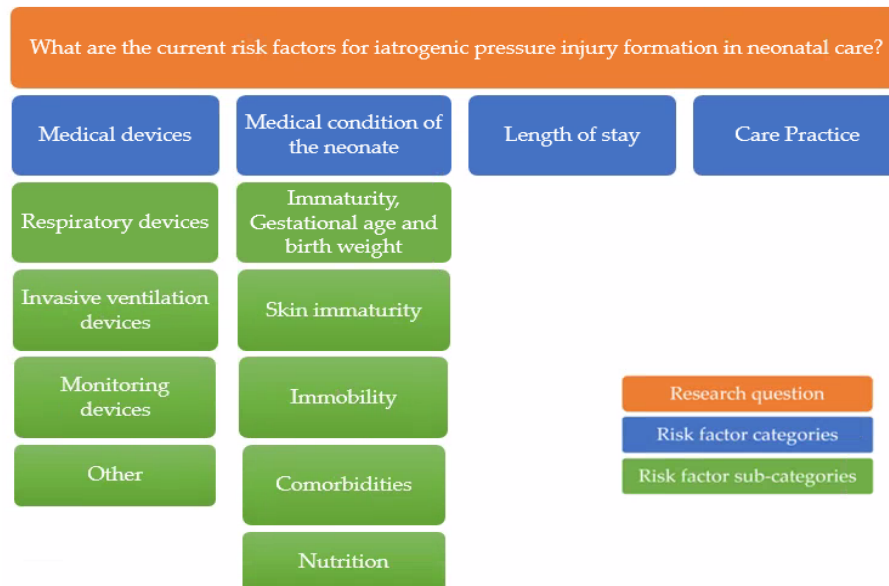 What are the current risk factors for iatrogenic pressure injury formation in neonatal care?
Medical devices
Medical condition of
the neonate
Length of stay
Care Practice
Respiratory devices
Invasive ventilation
devices
Monitoring
devices
Other
Immaturity,
Gestational age and
birth weight
Skin immaturity
Immobility
Comorbidities
Nutrition
Research question
Risk factor categories
Risk factor sub-categories